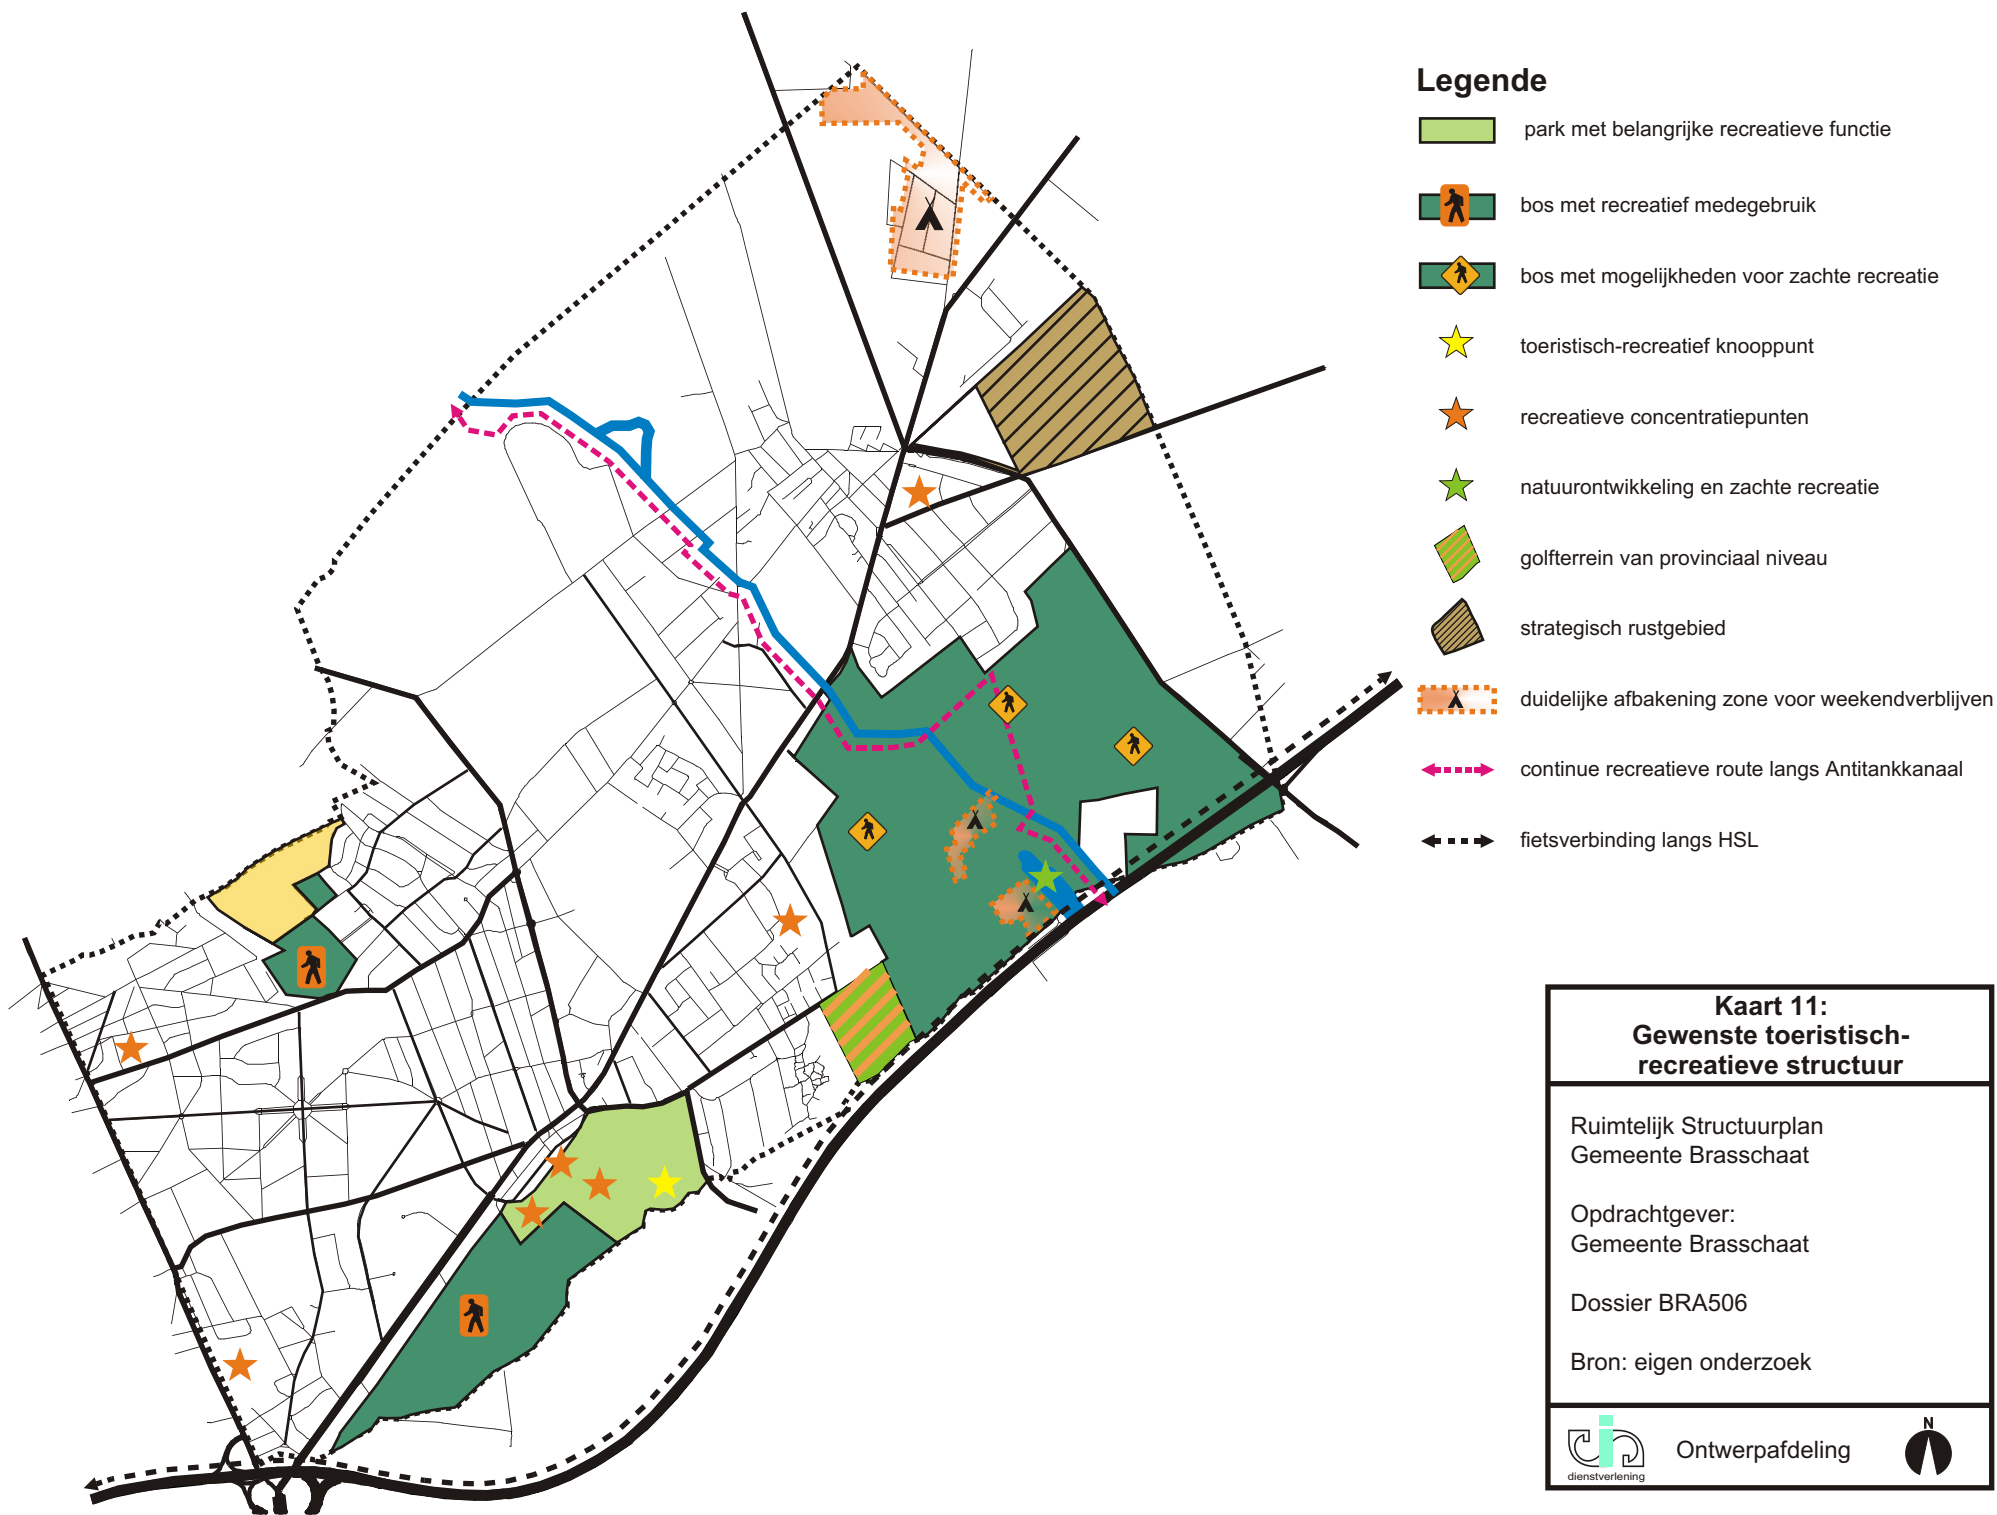 Legende
park met belangrijke recreatieve functie
bos met recreatief medegebruik
bos met mogelijkheden voor zachte recreatie
toeristisch-recreatief knooppunt
recreatieve concentratiepunten
natuurontwikkeling en zachte recreatie
golfterrein van provinciaal niveau
strategisch rustgebied
duidelijke afbakening zone voor weekendverblijven
continue recreatieve route langs Antitankkanaal
fietsverbinding langs HSL
Kaart 11:
Gewenste toeristisch-
recreatieve structuur
Ruimtelijk Structuurplan
Gemeente Brasschaat
Opdrachtgever:
Gemeente Brasschaat
Dossier BRA506
Bron: eigen onderzoek
dienstverlening
Ontwerpafdeling
N